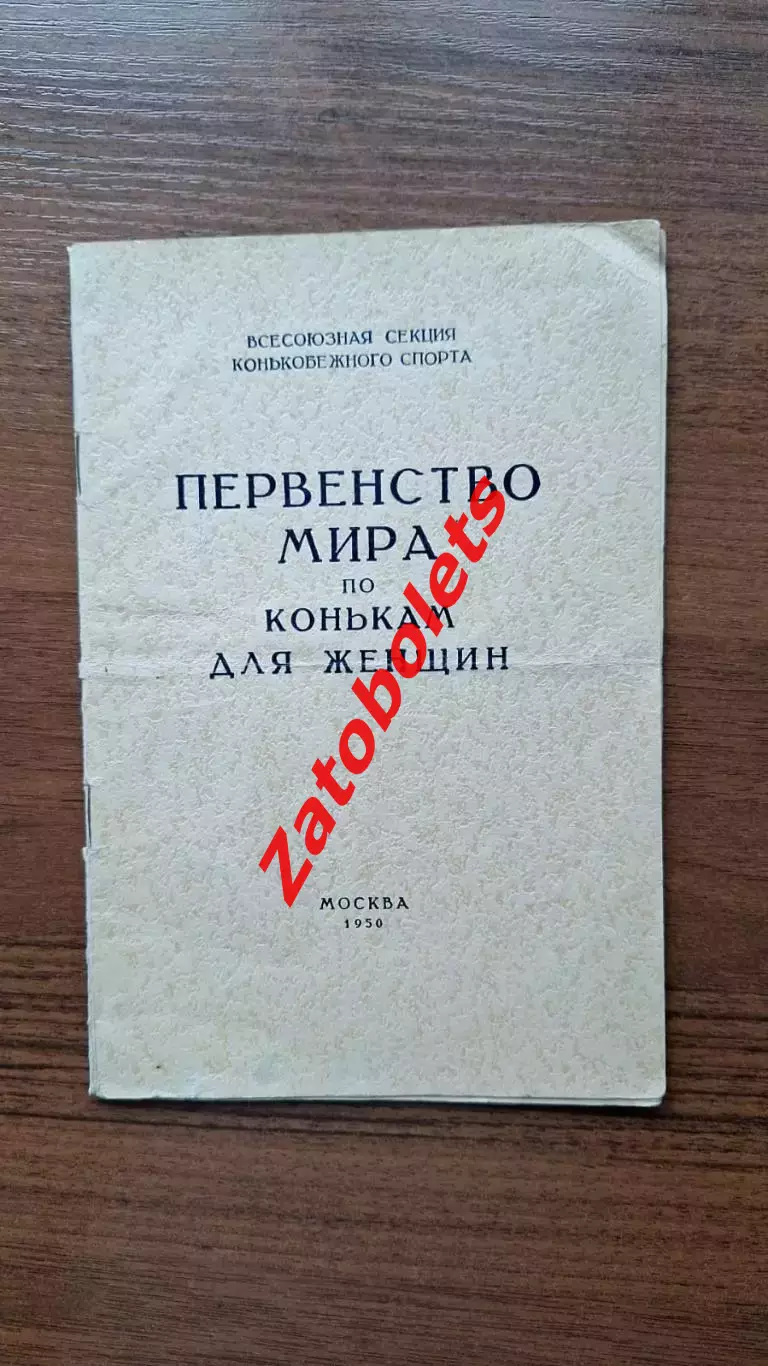 ВСЕСОЮЗНАЯ СЕКЦИЯ
КОНЬКОБЕЖНОГО СПОРТА
ПЕРВЕНСТВО
МИРА
ПО
КОНЬКАМ
ДЛЯ ЖЕНЩИН
Zatobolets
МОСКВА
1950